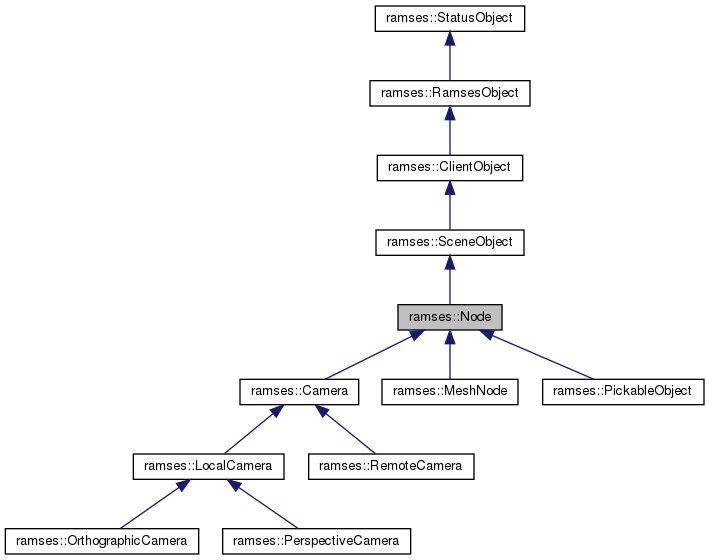 ramses::StatusObject
ramses::RamsesObject
ramses::ClientObject
ramses::SceneObject
ramses::Node
ramses::Camera
ramses::MeshNode
ramses::PickableObject
ramses::LocalCamera
ramses::RemoteCamera
ramses::OrthographicCamera
ramses::PerspectiveCamera